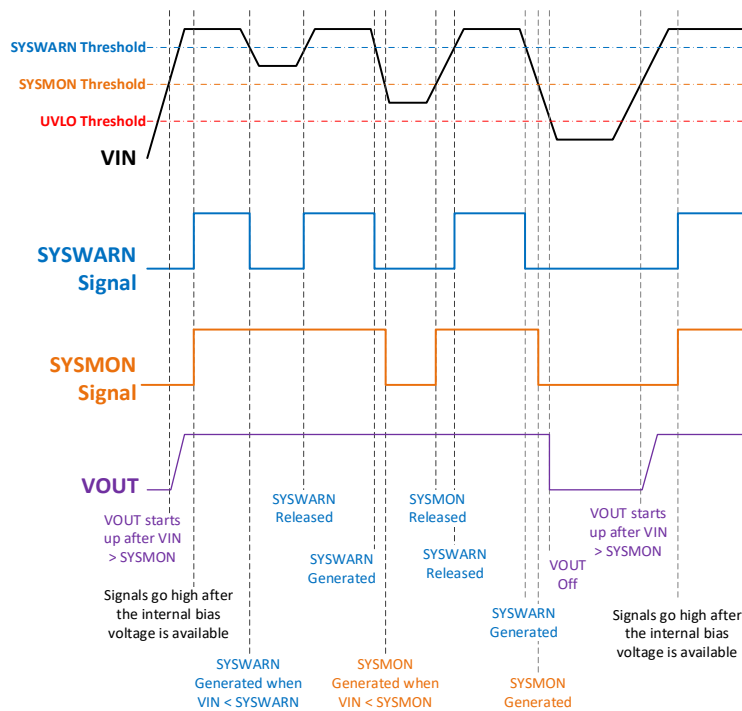 SYSWARN Threshold
SYSMON Threshold
UVLO Threshold
VIN
SYSWARN
Signal
SYSMON
Signal
VOUT
VOUT starts
up after VIN
> SYSMON
Signals go high after
the internal bias
voltage is available
SYSWARN
Generated when
VIN < SYSWARN
SYSWARN
Released
SYSWARN
Generated
SYSMON
Generated when
VIN < SYSMON
SYSMON
Released
SYSWARN
Released
SYSWARN
Generated
SYSMON
Generated
VOUT
Off
VOUT starts
up after VIN
> SYSMON
Signals go high after
the internal bias
voltage is available